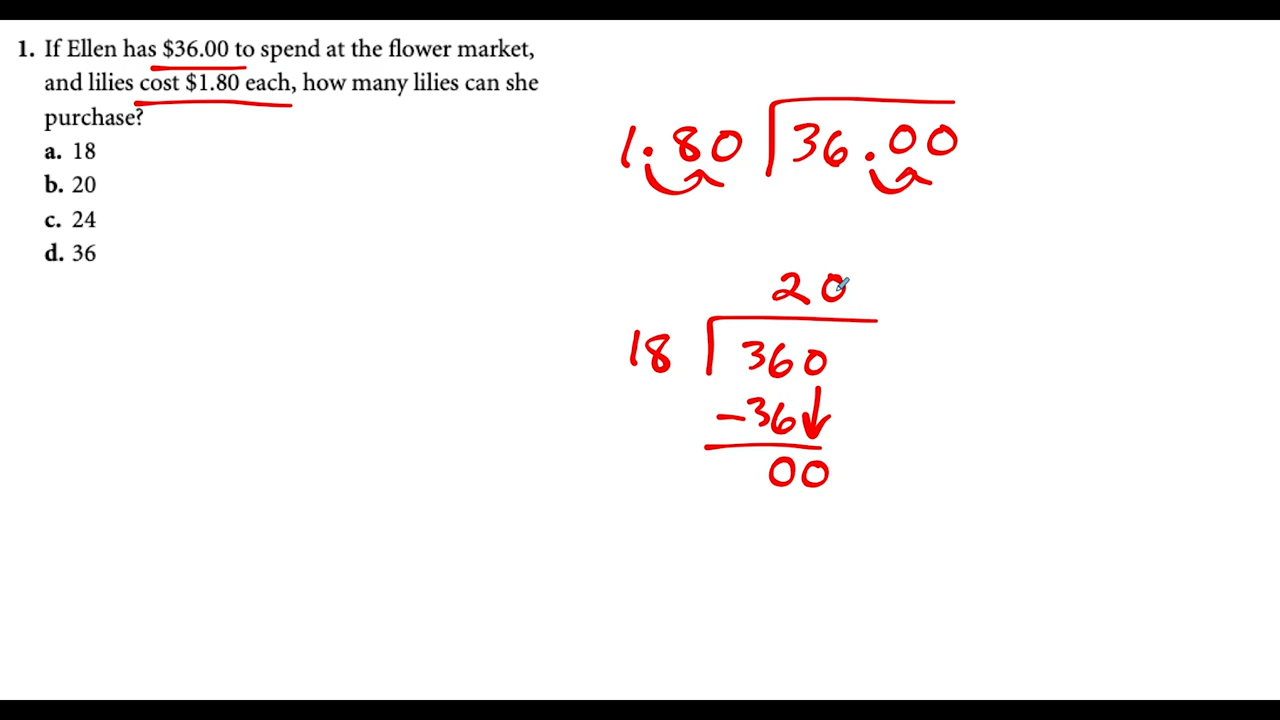 1. If Ellen has $36.00 to spend at the flower market,
and lilies cost $1.80 each, how many lilies can she
purchase?
a. 18
b. 20
c. 24
d. 36
1.80 36.00
20
18 360
-36
00